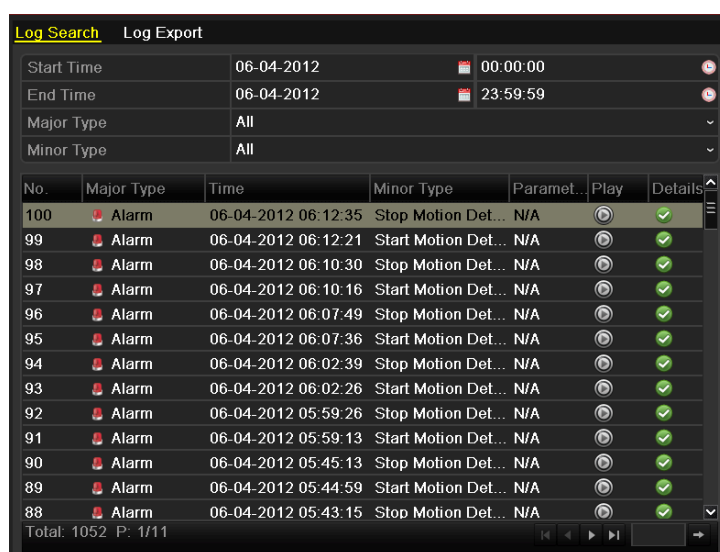 Log Search Log Export
Start Time 06-04-2012 00:00:00
End Time 06-04-2012 23:59:59
Major Type All
Minor Type All
No. Major Type Time Minor Type Paramet... Play Details
100 Alarm 06-04-2012 06:12:35 Stop Motion Det... N/A
99 Alarm 06-04-2012 06:12:21 Start Motion Det... N/A
98 Alarm 06-04-2012 06:10:30 Stop Motion Det... N/A
97 Alarm 06-04-2012 06:10:16 Start Motion Det... N/A
96 Alarm 06-04-2012 06:07:49 Stop Motion Det... N/A
95 Alarm 06-04-2012 06:07:36 Start Motion Det... N/A
94 Alarm 06-04-2012 06:02:39 Stop Motion Det... N/A
93 Alarm 06-04-2012 06:02:26 Start Motion Det... N/A
92 Alarm 06-04-2012 05:59:26 Stop Motion Det... N/A
91 Alarm 06-04-2012 05:59:13 Start Motion Det... N/A
90 Alarm 06-04-2012 05:45:13 Stop Motion Det... N/A
89 Alarm 06-04-2012 05:44:59 Start Motion Det... N/A
88 Alarm 06-04-2012 05:43:15 Stop Motion Det... N/A
Total: 1052 P: 1/11